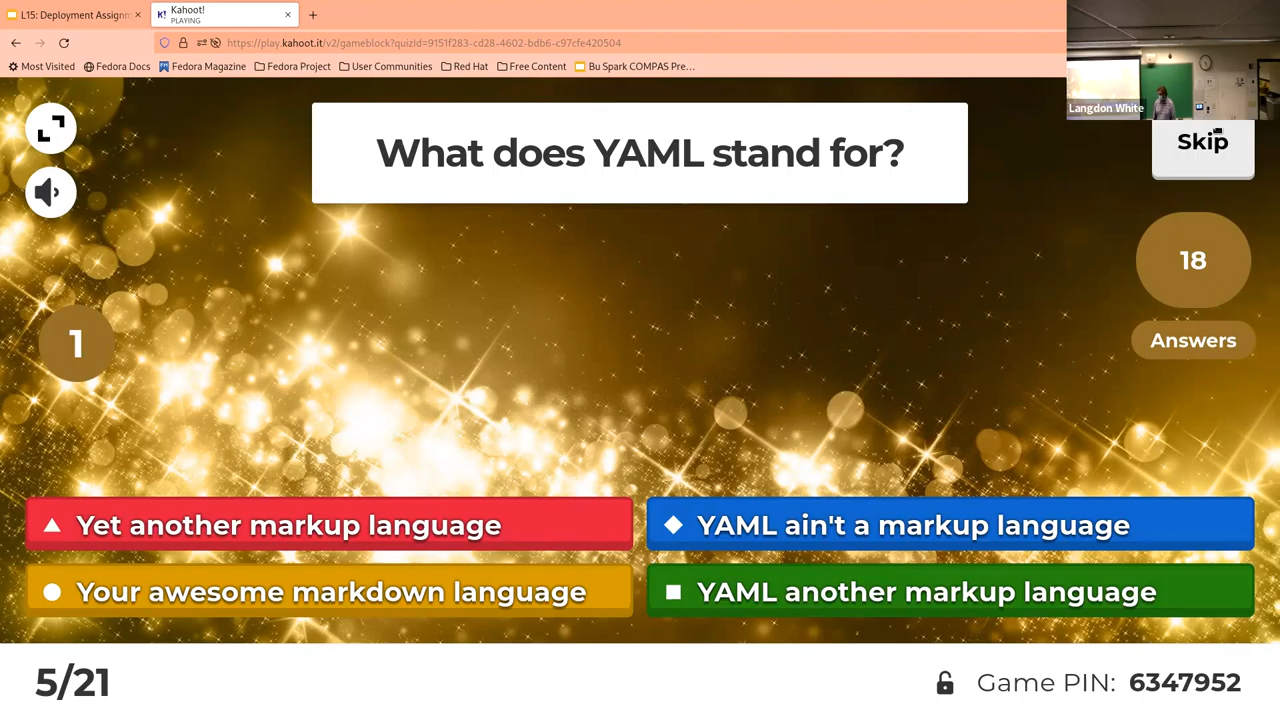 L15: Deployment Assignm
Kahoot!
PLAYING
https://play.kahoot.it/v2/gameblock?quizId=9151f283-cd28-4602-bdb6-c97cfe420504
Most Visited Fedora Docs Fedora Magazine Fedora Project User Communities Red Hat Free Content Bu Spark COMPAS Pre…
Langdon White
What does YAML stand for?
Skip
18
Answers
1
Yet another markup language
YAML ain't a markup language
Your awesome markdown language
YAML another markup language
5/21
Game PIN: 6347952